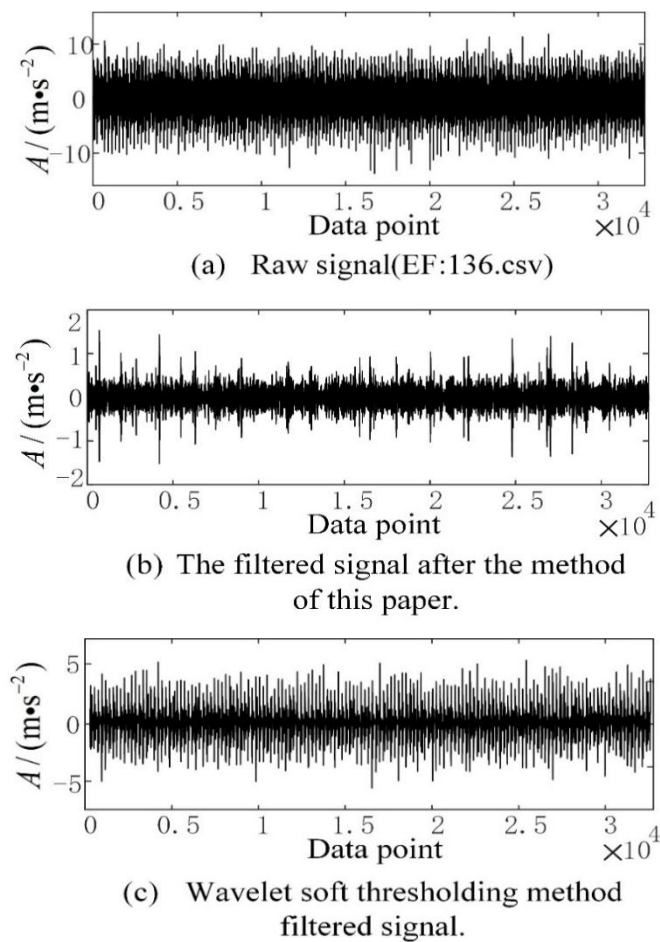 10
0
−10
A / (m•s⁻²)
0 0.5 1 1.5 2 2.5 3
×10⁴
Data point
(a) Raw signal(EF:136.csv)
2
1
0
-1
-2
A / (m•s⁻²)
0 0.5 1 1.5 2 2.5 3
×10⁴
Data point
(b) The filtered signal after the method
of this paper.
5
0
-5
A / (m•s⁻²)
0 0.5 1 1.5 2 2.5 3
×10⁴
Data point
(c) Wavelet soft thresholding method
filtered signal.